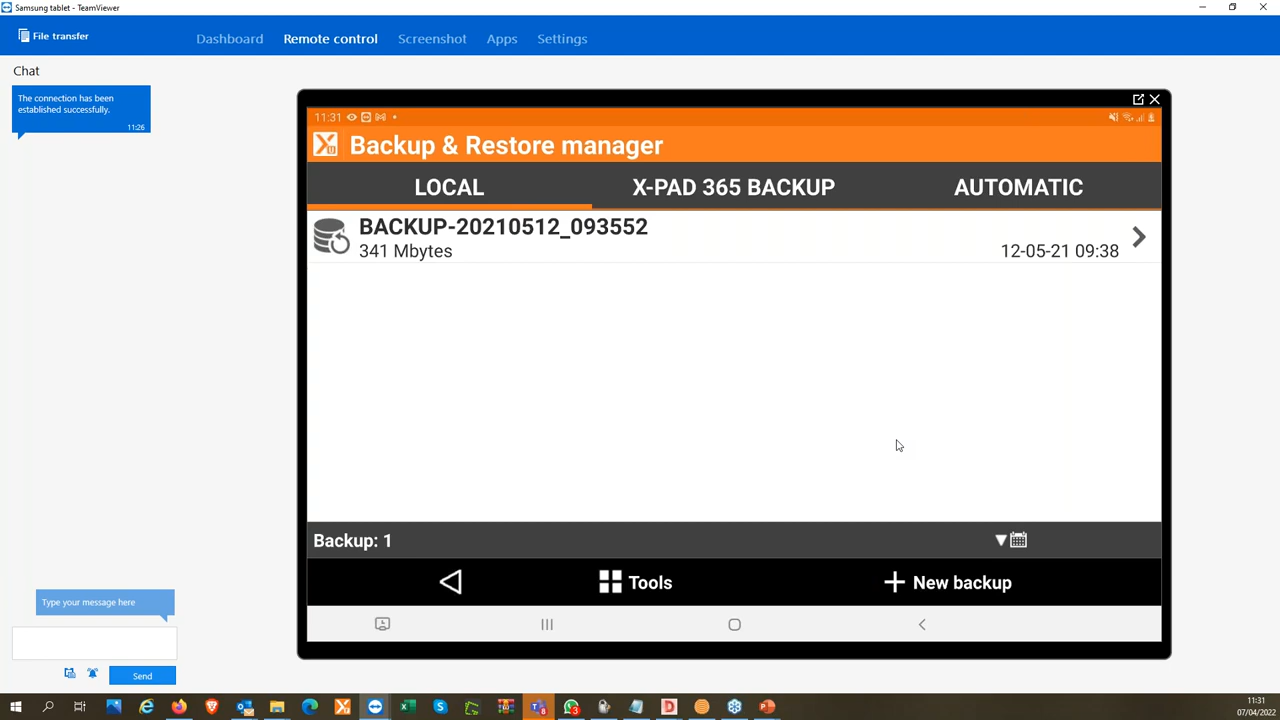 Samsung tablet - TeamViewer
File transfer
Dashboard
Remote control
Screenshot
Apps
Settings
Chat
The connection has been
established successfully.
11:26
11:31
Backup & Restore manager
LOCAL
X-PAD 365 BACKUP
AUTOMATIC
BACKUP-20210512_093552
341 Mbytes
12-05-21 09:38
Backup: 1
Tools
New backup
Type your message here
Send
11:31
07/04/2022